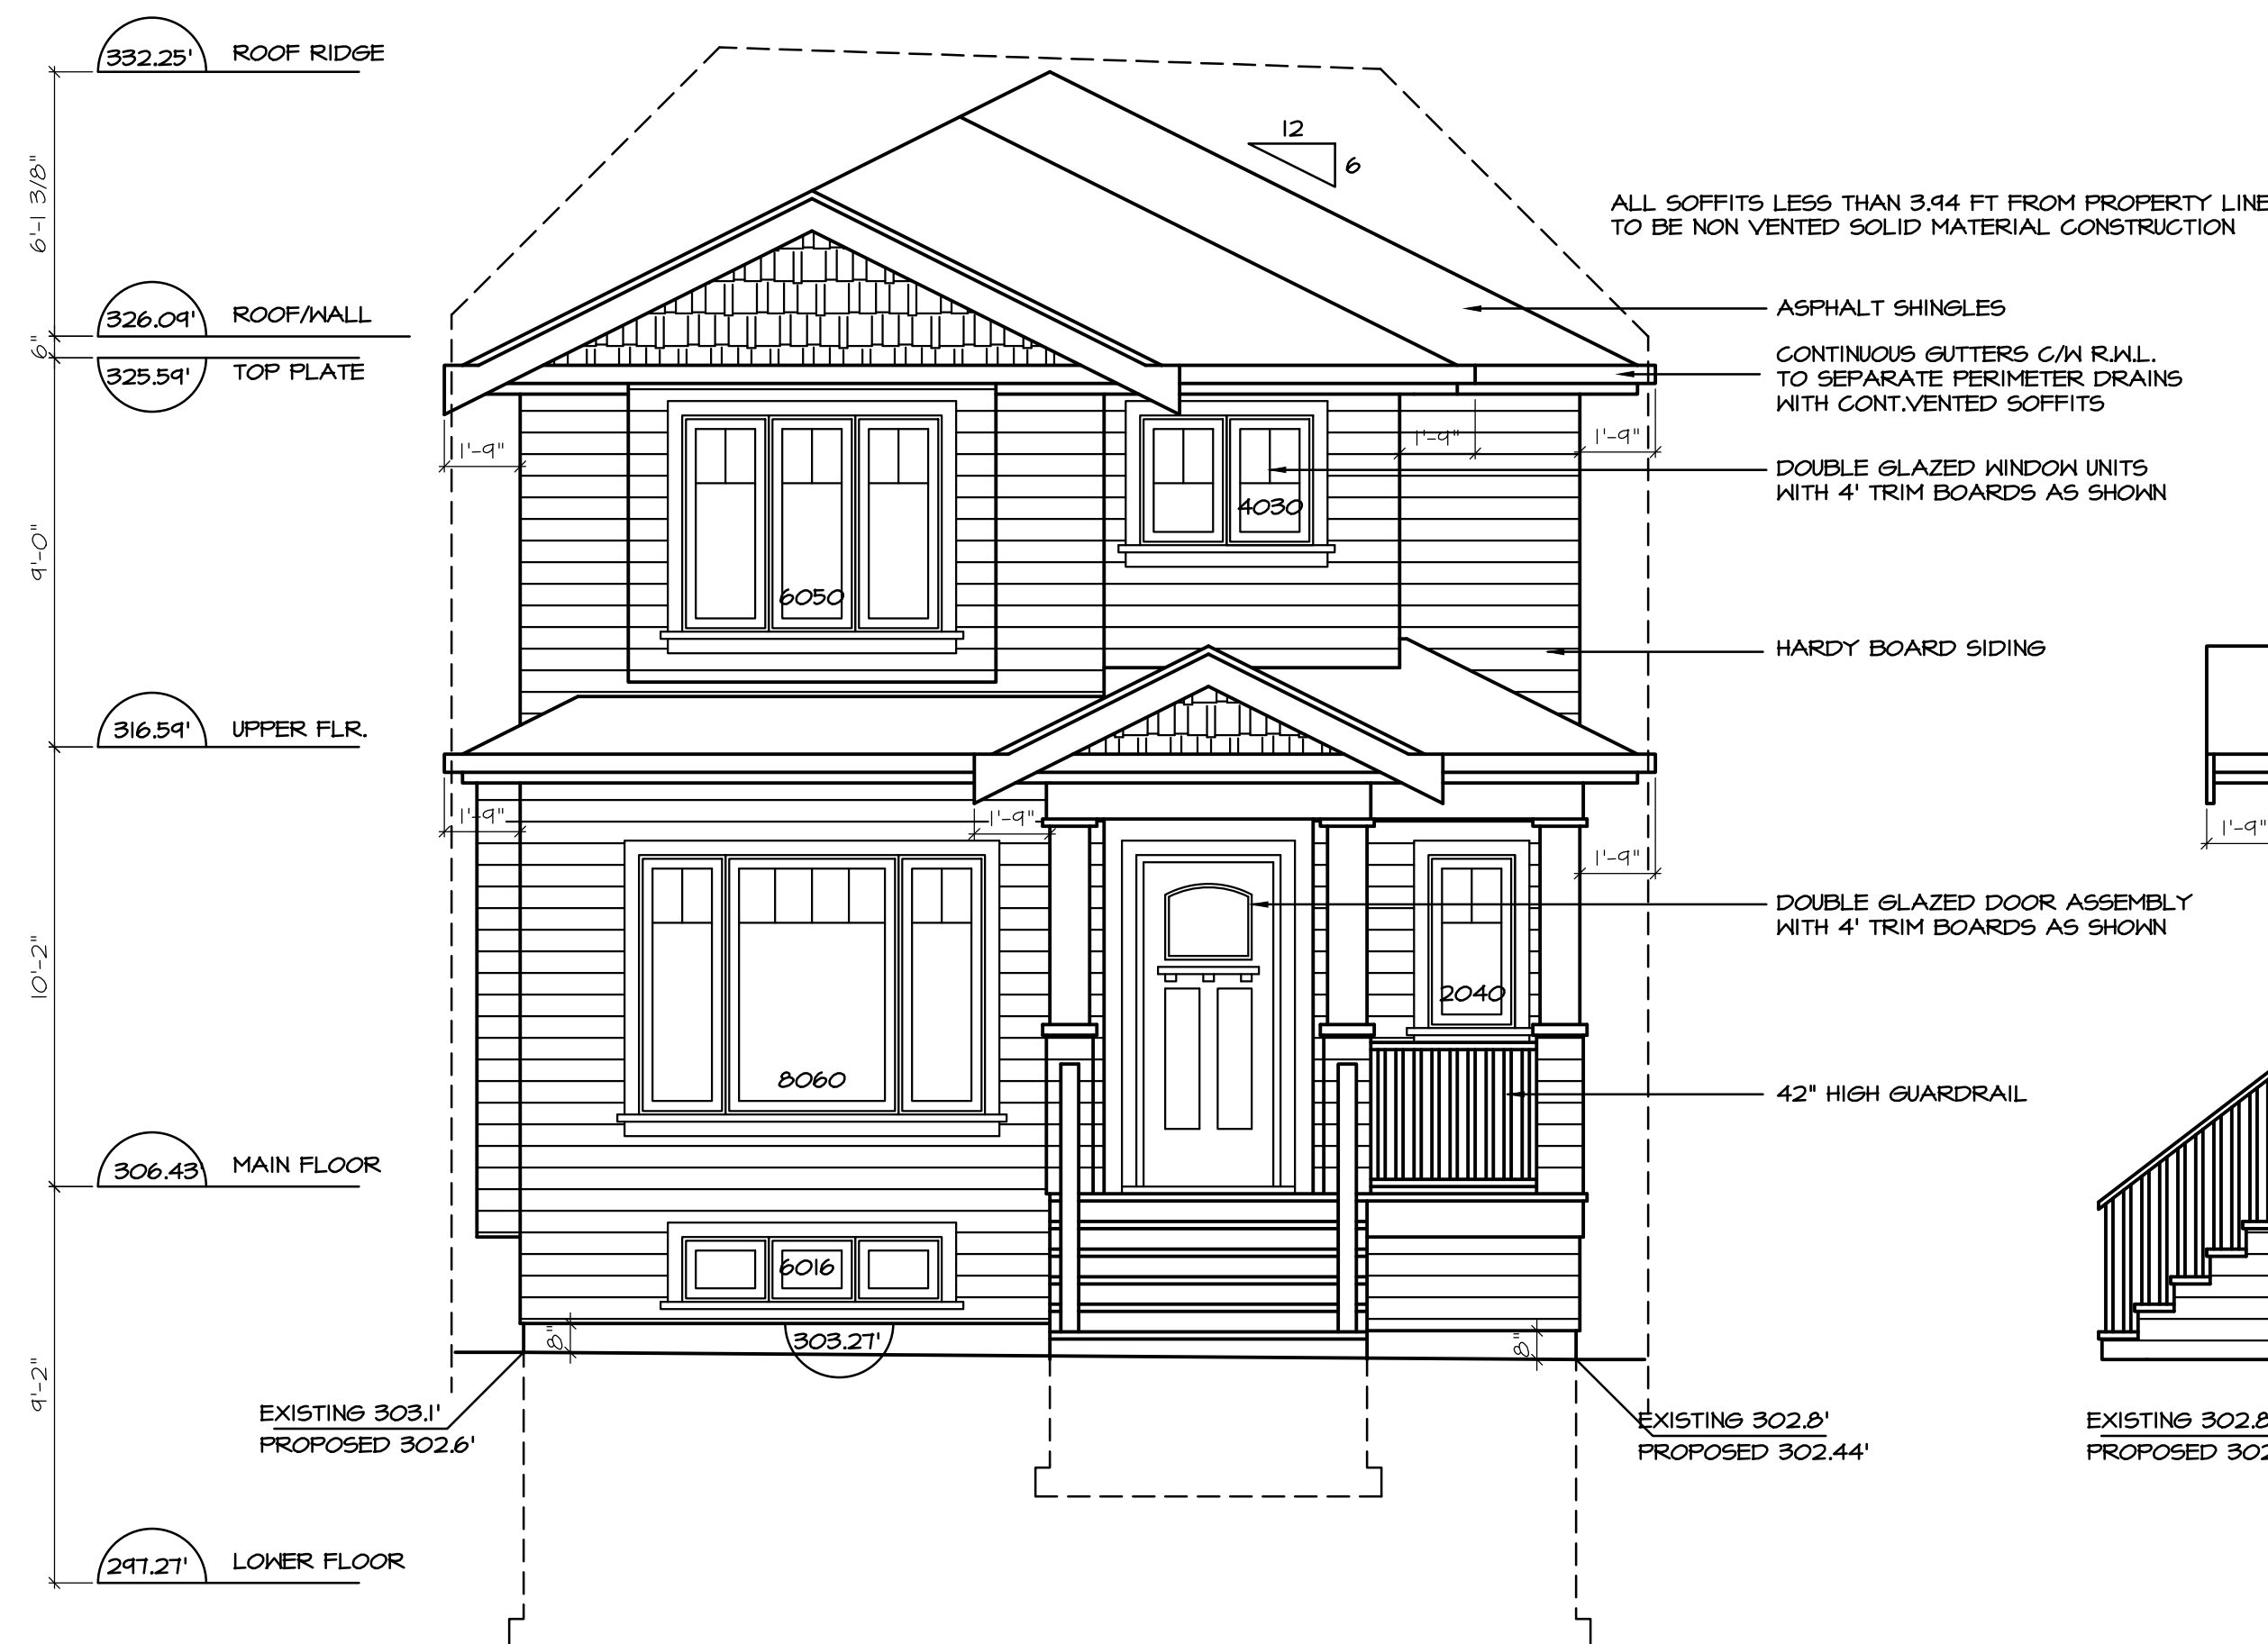 332.25' ROOF RIDGE
12
6
6'-1 3/8"
ALL SOFFITS LESS THAN 3.94 FT FROM PROPERTY LINE
TO BE NON VENTED SOLID MATERIAL CONSTRUCTION
326.09' ROOF/WALL
ASPHALT SHINGLES
6"
325.59' TOP PLATE
CONTINUOUS GUTTERS C/W R.W.L.
TO SEPARATE PERIMETER DRAINS
WITH CONT.VENTED SOFFITS
1'-9"
1'-9"
1'-9"
DOUBLE GLAZED WINDOW UNITS
WITH 4' TRIM BOARDS AS SHOWN
4030
9'-0"
6050
HARDY BOARD SIDING
316.59' UPPER FLR.
1'-9"
1'-9"
1'-9"
1'-9"
DOUBLE GLAZED DOOR ASSEMBLY
WITH 4' TRIM BOARDS AS SHOWN
10'-2"
2040
8060
42" HIGH GUARDRAIL
306.43' MAIN FLOOR
6016
303.27'
8"
8"
9'-2"
EXISTING 303.1'
PROPOSED 302.6'
EXISTING 302.8'
PROPOSED 302.44'
EXISTING 302.8
PROPOSED 302
297.27' LOWER FLOOR